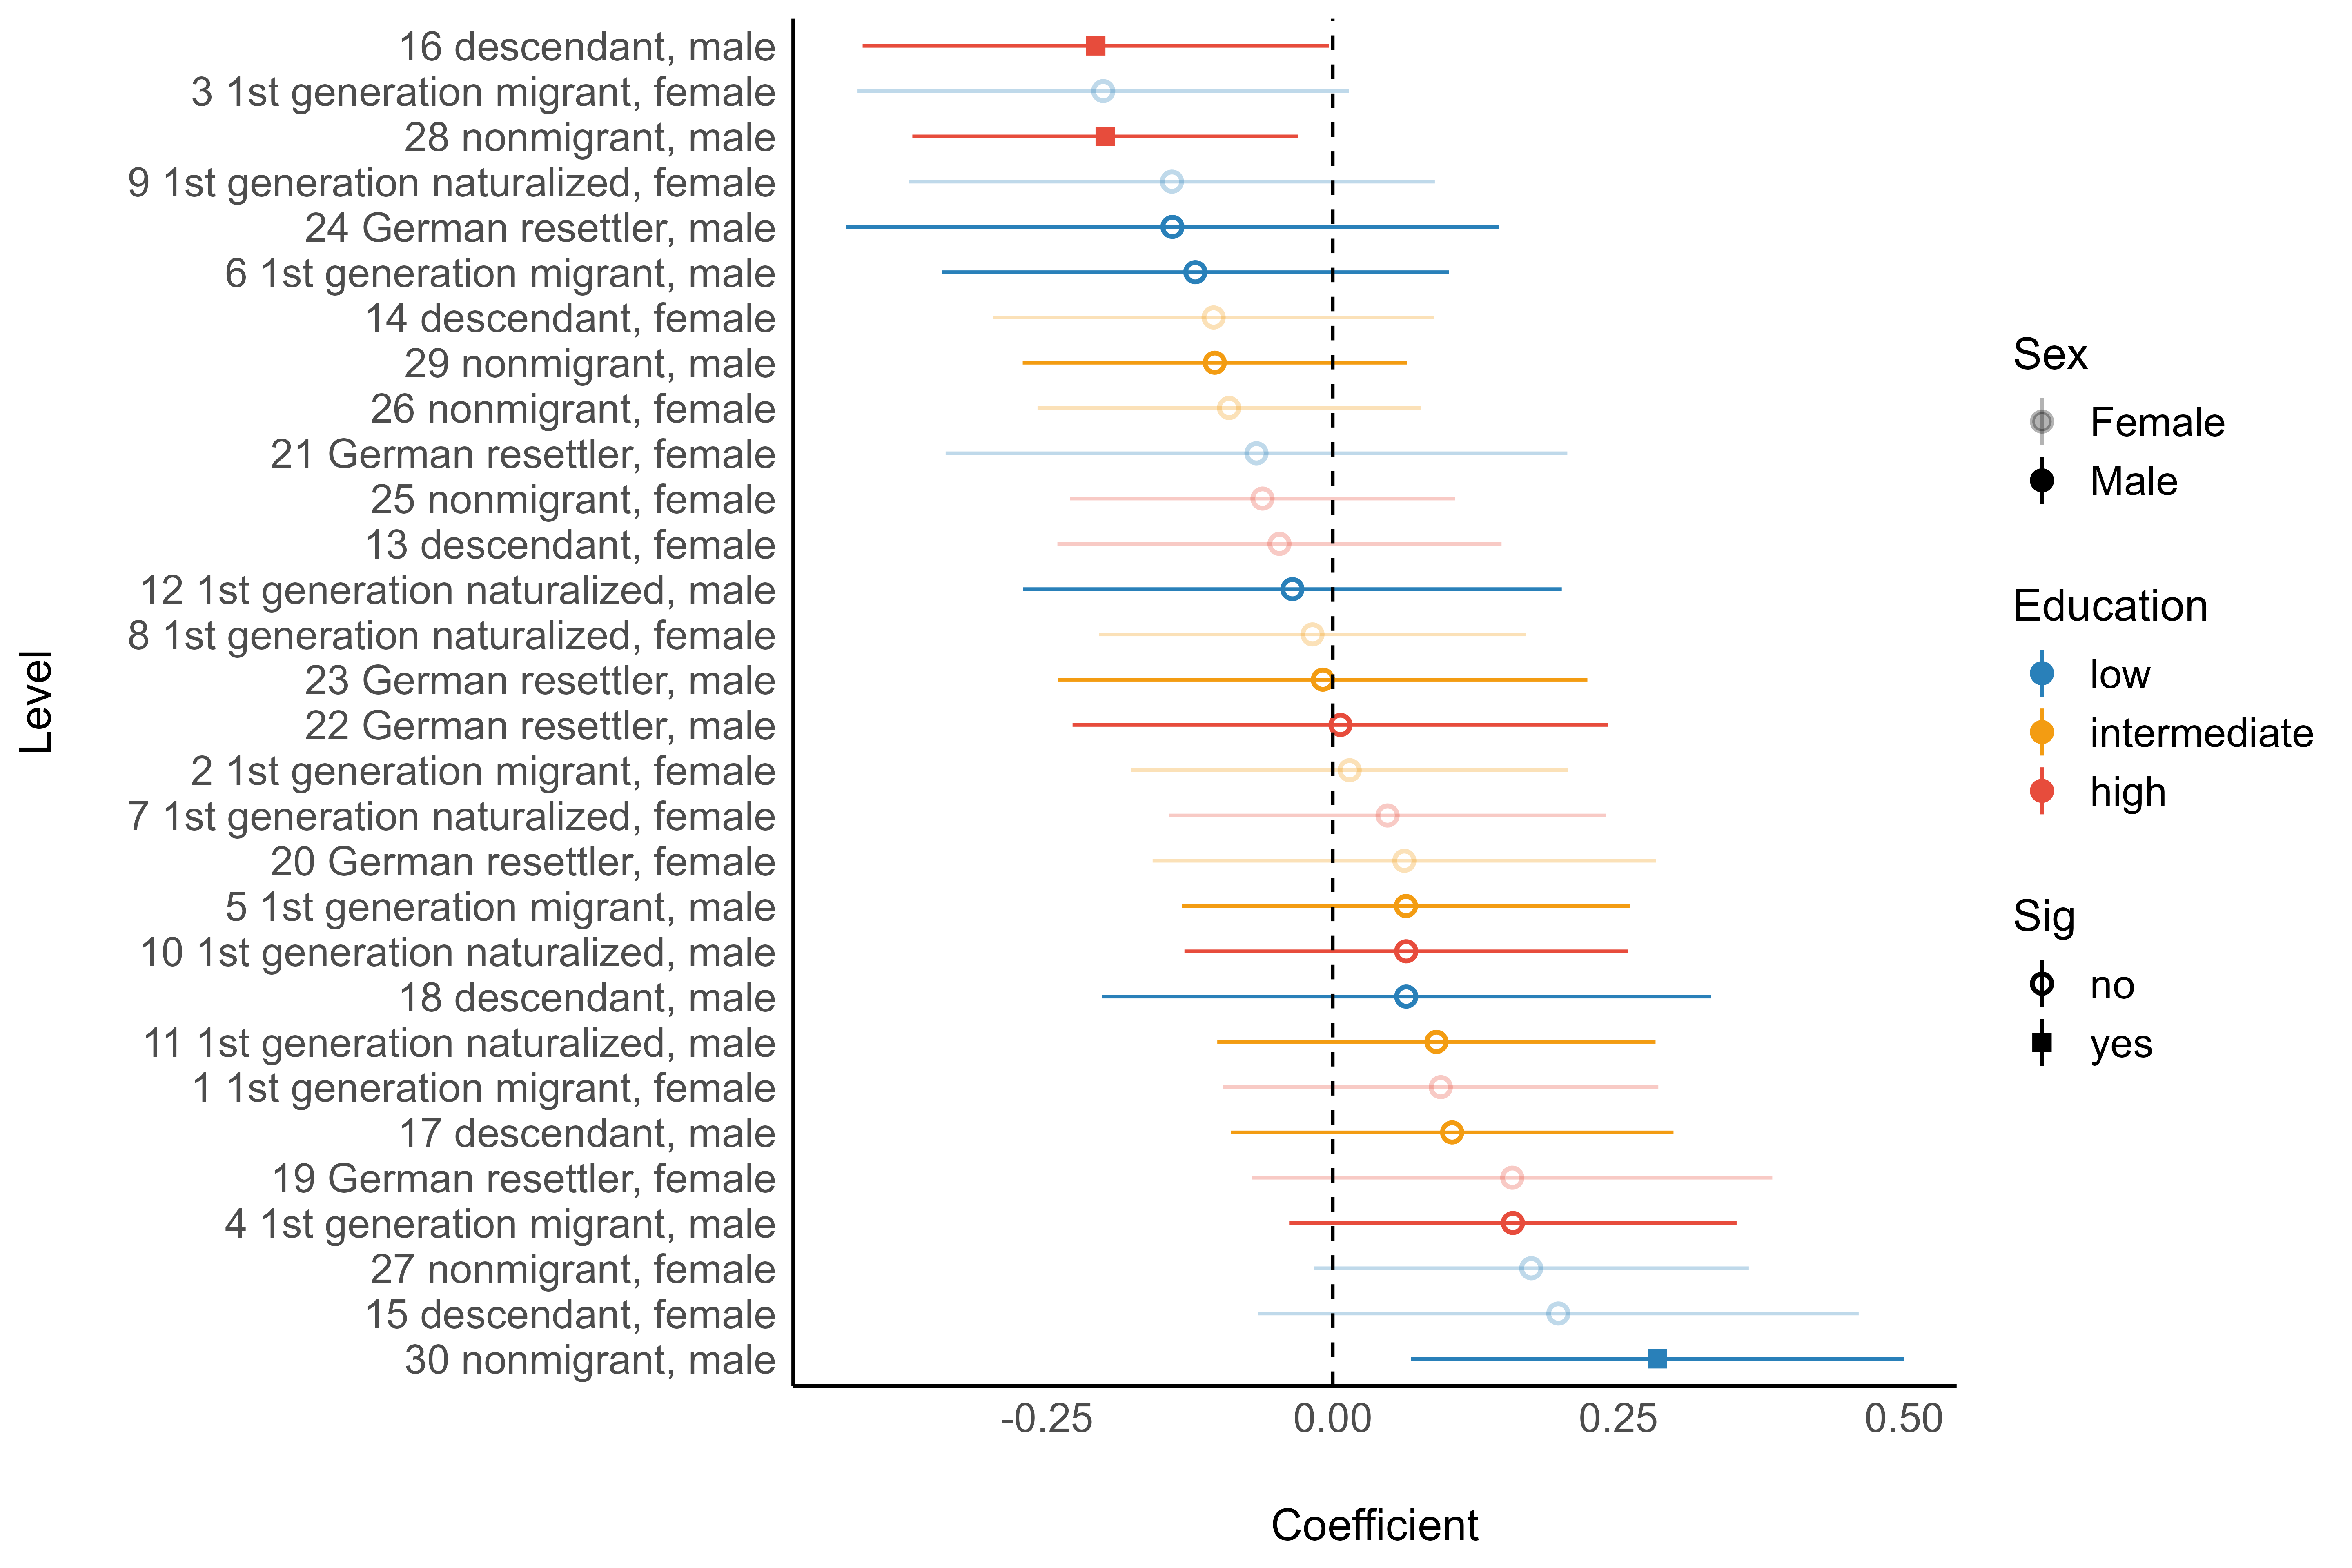 16 descendant, male
3 1st generation migrant, female
28 nonmigrant, male
9 1st generation naturalized, female
24 German resettler, male
6 1st generation migrant, male
14 descendant, female
29 nonmigrant, male
26 nonmigrant, female
21 German resettler, female
25 nonmigrant, female
13 descendant, female
12 1st generation naturalized, male
8 1st generation naturalized, female
23 German resettler, male
22 German resettler, male
2 1st generation migrant, female
7 1st generation naturalized, female
20 German resettler, female
5 1st generation migrant, male
10 1st generation naturalized, male
18 descendant, male
11 1st generation naturalized, male
1 1st generation migrant, female
17 descendant, male
19 German resettler, female
4 1st generation migrant, male
27 nonmigrant, female
15 descendant, female
30 nonmigrant, male
Level
-0.25 0.00 0.25 0.50
Coefficient
Sex
Female
Male
Education
low
intermediate
high
Sig
no
yes